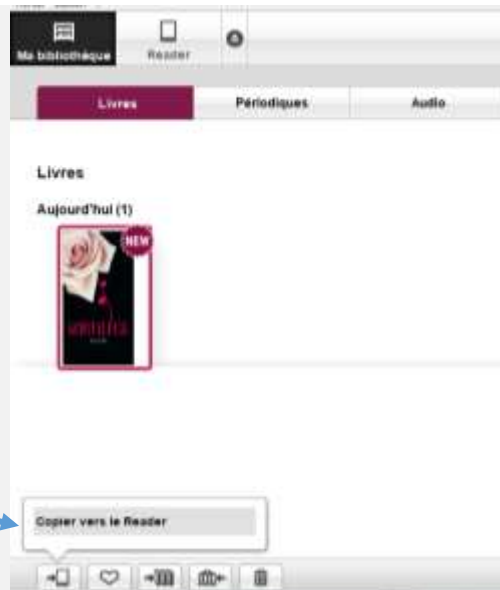 Ma bibliothèque
Reader
Livres
Périodiques
Audio
Livres
Aujourd'hui (1)
NEW
Copier vers le Reader